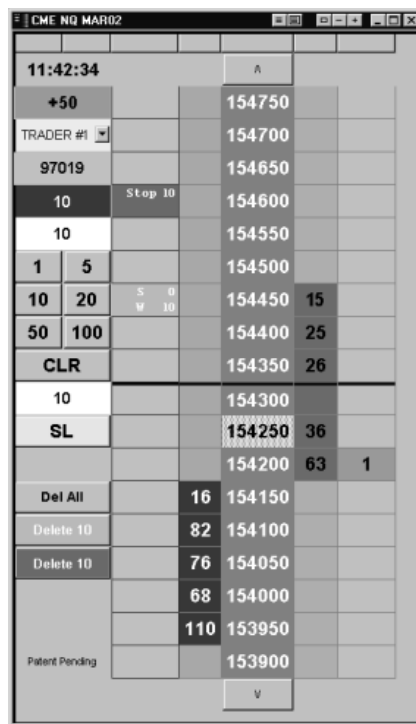 CME NQ MAR02
11:42:34 ʌ
+50 154750
TRADER #1 154700
97019 154650
10 Stop 10 154600
10 154550
1 5 154500
10 20 S 0 W 10 154450 15
50 100 154400 25
CLR 154350 26
10 154300
SL 154250 36
154200 63 1
Del All 16 154150
Delete 10 82 154100
Delete 10 76 154050
68 154000
110 153950
Patent Pending 153900
v